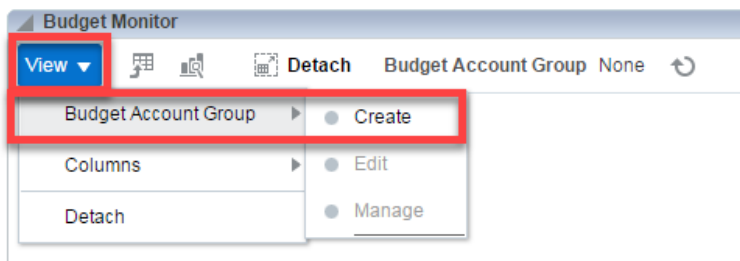 Budget Monitor
View Detach Budget Account Group None
Budget Account Group Create
Columns Edit
Detach Manage